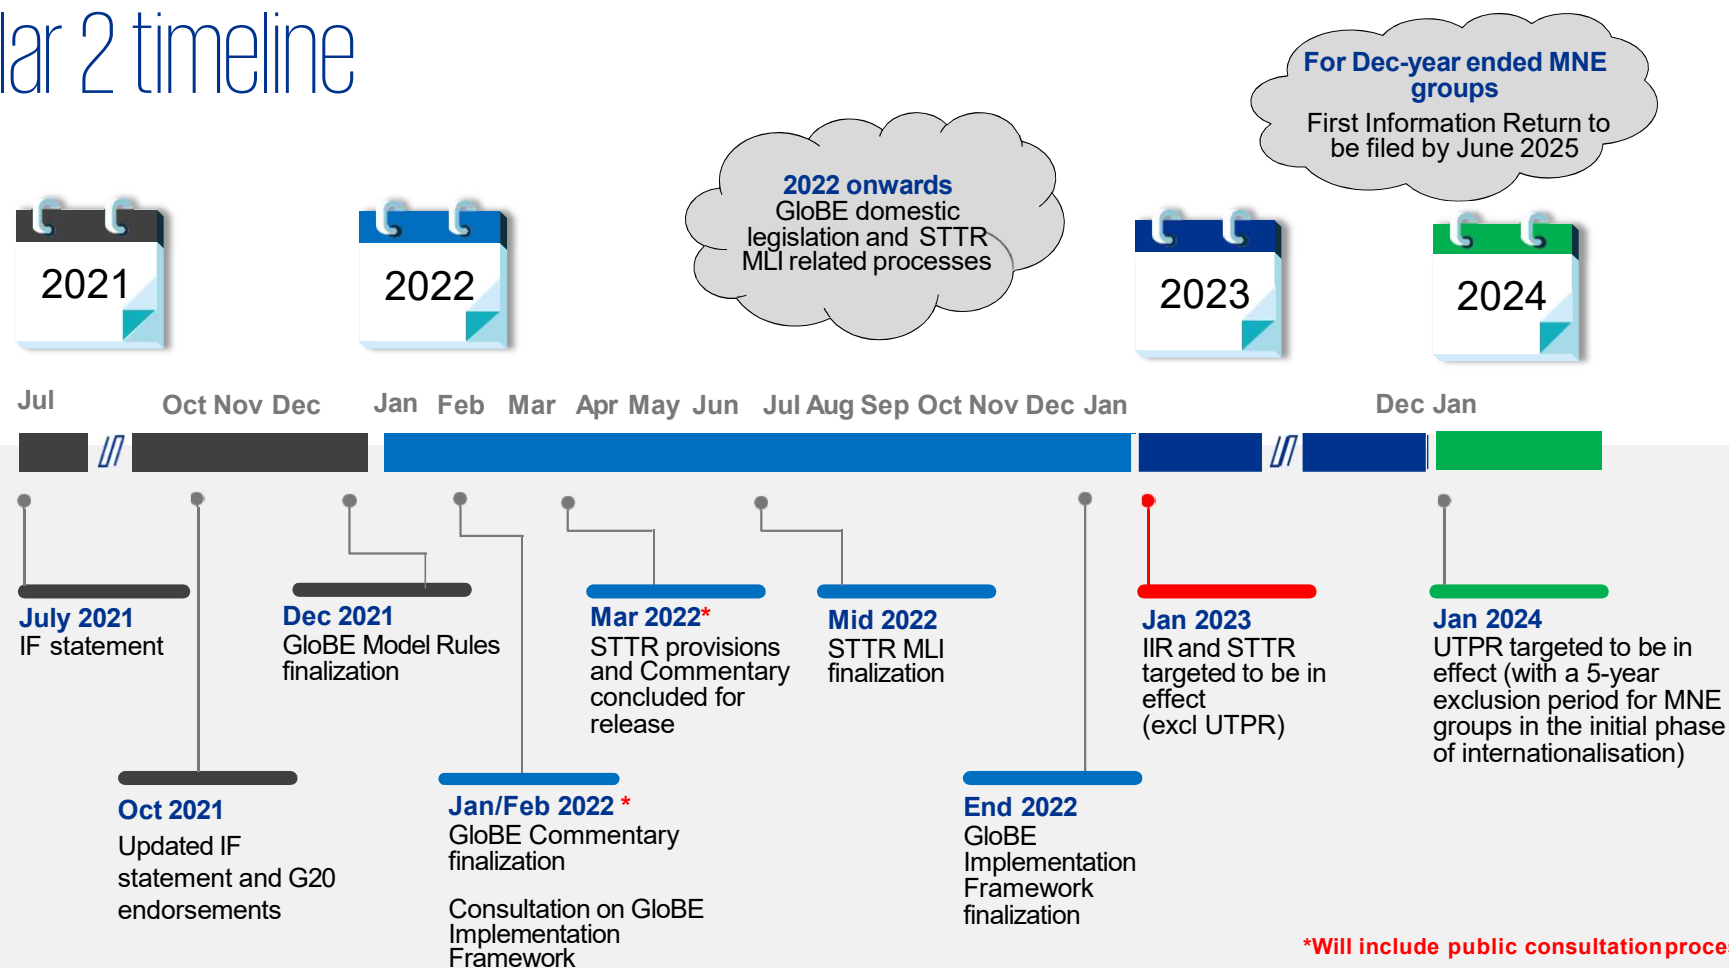 lar 2 timeline
For Dec-year ended MNE
groups
First Information Return to
be filed by June 2025
2022 onwards
GloBE domestic
legislation and STTR
MLI related processes
2021
2022
2023
2024
Jul
Oct Nov Dec
Jan Feb Mar Apr May Jun Jul Aug Sep Oct Nov Dec Jan
Dec Jan
July 2021
IF statement
Oct 2021
Updated IF
statement and G20
endorsements
Dec 2021
GloBE Model Rules
finalization
Jan/Feb 2022 *
GloBE Commentary
finalization
Consultation on GloBE
Implementation
Framework
Mar 2022*
STTR provisions
and Commentary
concluded for
release
Mid 2022
STTR MLI
finalization
End 2022
GloBE
Implementation
Framework
finalization
Jan 2023
IIR and STTR
targeted to be in
effect
(excl UTPR)
Jan 2024
UTPR targeted to be in
effect (with a 5-year
exclusion period for MNE
groups in the initial phase
of internationalisation)
*Will include public consultation proce